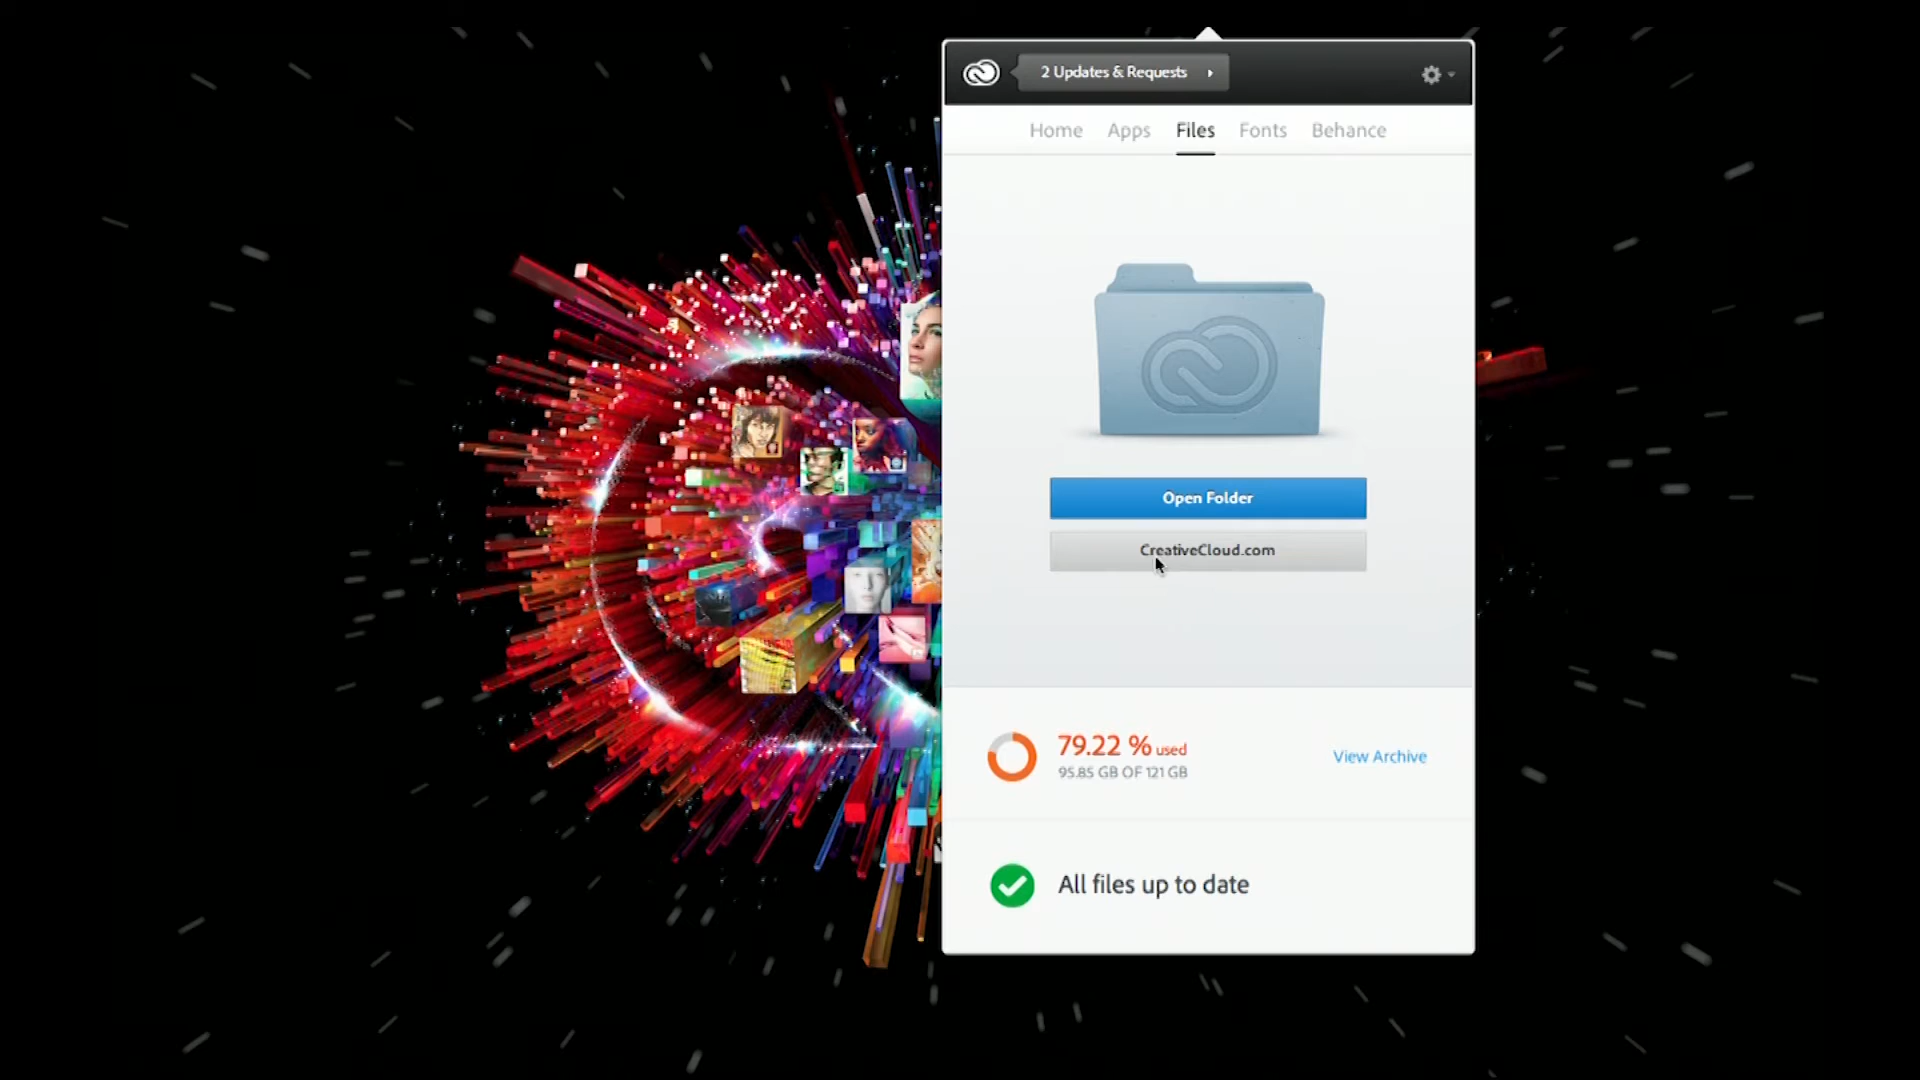 2 Updates & Requests
Home Apps Files Fonts Behance
Open Folder
CreativeCloud.com
79.22 % used
95.85 GB OF 121 GB
View Archive
All files up to date